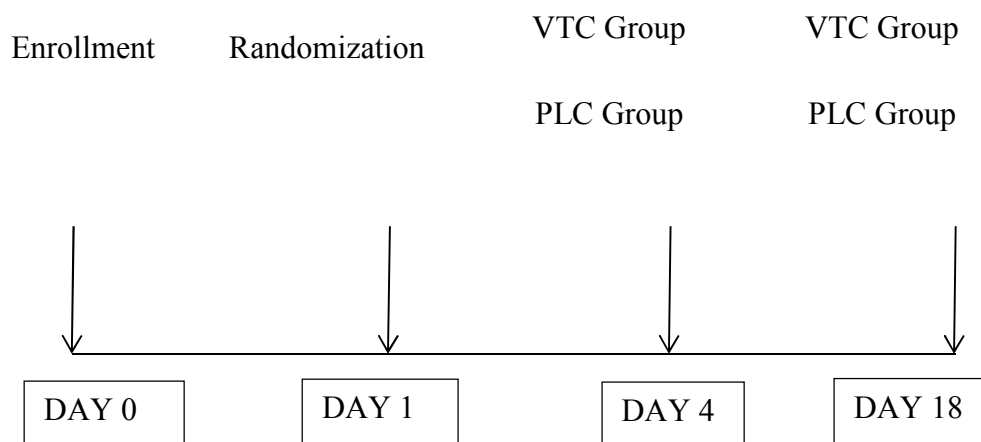 Enrollment
Randomization
VTC Group
PLC Group
VTC Group
PLC Group
DAY 0
DAY 1
DAY 4
DAY 18